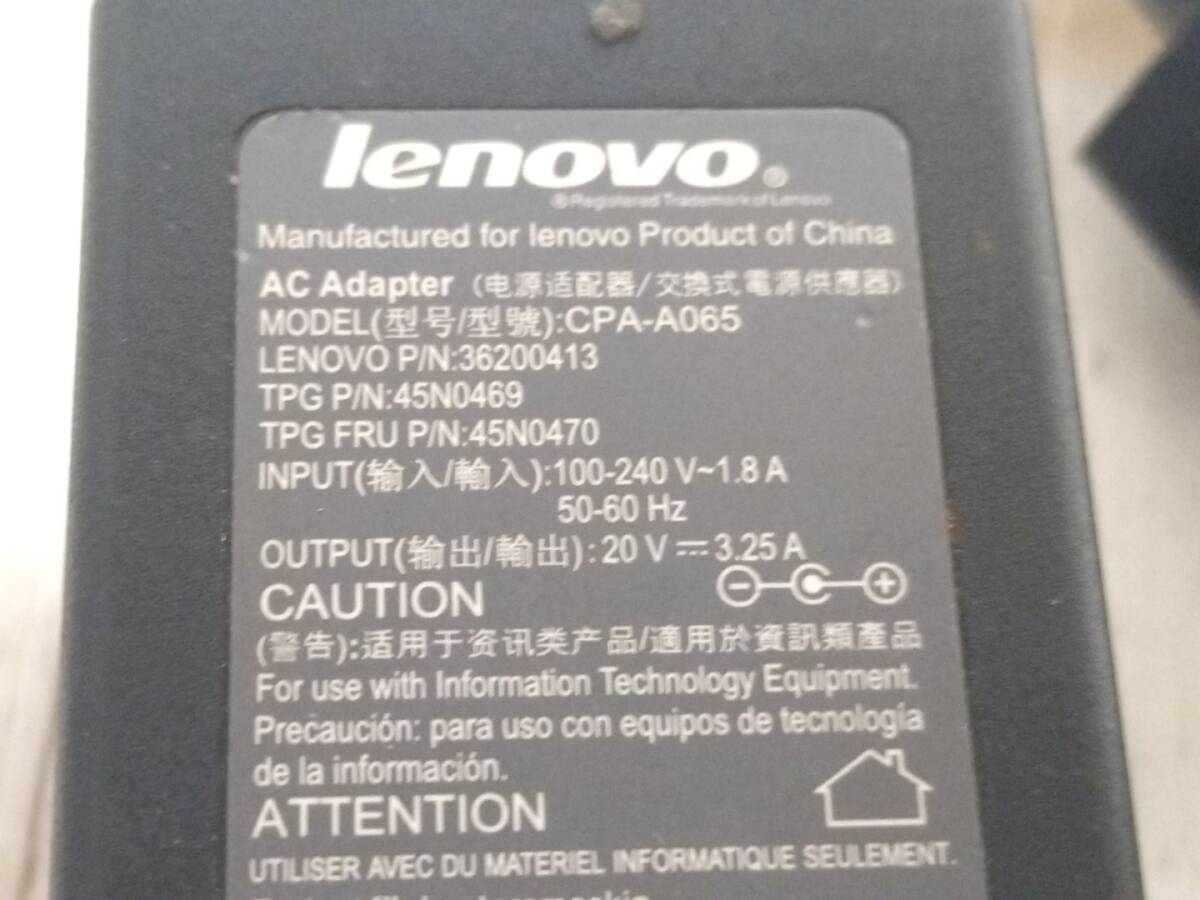 lenovo®
®Registered Trademark of Lenovo
Manufactured for lenovo Product of China
AC Adapter (电源适配器/交換式電源供應器)
MODEL(型号/型號):CPA-A065
LENOVO P/N:36200413
TPG P/N:45N0469
TPG FRU P/N:45N0470
INPUT(输入/輸入):100-240 V~1.8 A
50-60 Hz
OUTPUT(输出/輸出):20 V ⎓ 3.25 A
CAUTION
(警告):适用于资讯类产品/適用於資訊類產品
For use with Information Technology Equipment.
Precaución: para uso con equipos de tecnología
de la información.
ATTENTION
UTILISER AVEC DU MATERIEL INFORMATIQUE SEULEMENT.